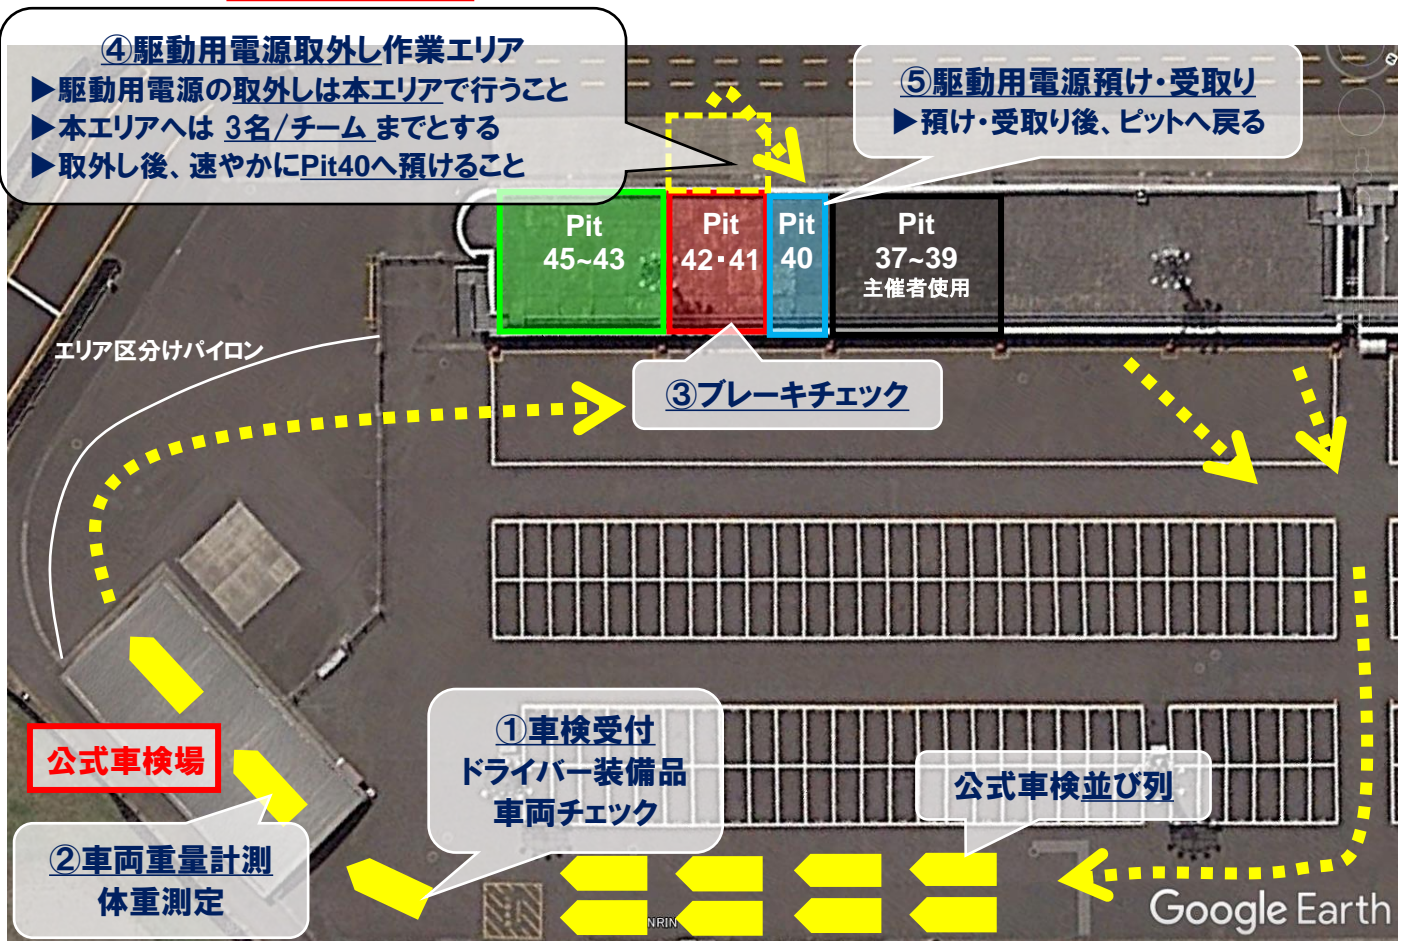 ④駆動用電源取外し作業エリア
▶駆動用電源の取外しは本エリアで行うこと
▶本エリアへは 3名/チーム までとする
▶取外し後、速やかにPit40へ預けること
⑤駆動用電源預け・受取り
▶預け・受取り後、ピットへ戻る
Pit
45~43
Pit
42・41
Pit
40
Pit
37~39
主催者使用
エリア区分けパイロン
③ブレーキチェック
①車検受付
ドライバー装備品
車両チェック
公式車検並び列
公式車検場
②車両重量計測
体重測定
NRIN
Google Earth